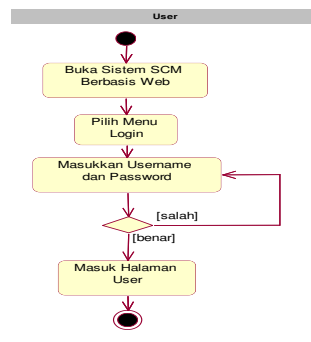 User
Buka Sistem SCM
Berbasis Web
Pilih Menu
Login
Masukkan Username
dan Password
[salah]
[benar]
Masuk Halaman
User